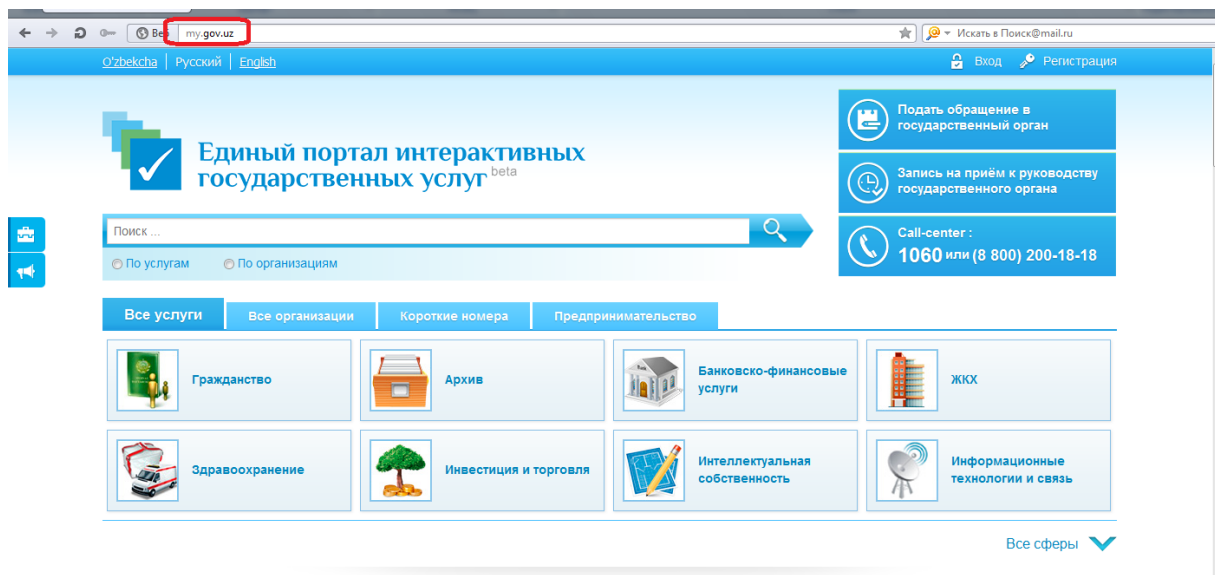 Веб my.gov.uz
Искать в Поиск@mail.ru
O'zbekcha | Русский | English
Вход Регистрация
Подать обращение в
государственный орган
Единый портал интерактивных
государственных услуг beta
Запись на приём к руководству
государственного органа
Поиск ...
Call-center :
1060 или (8 800) 200-18-18
По услугам По организациям
Все услуги Все организации Короткие номера Предпринимательство
Гражданство
Архив
Банковско-финансовые
услуги
ЖКХ
Здравоохранение
Инвестиция и торговля
Интеллектуальная
собственность
Информационные
технологии и связь
Все сферы